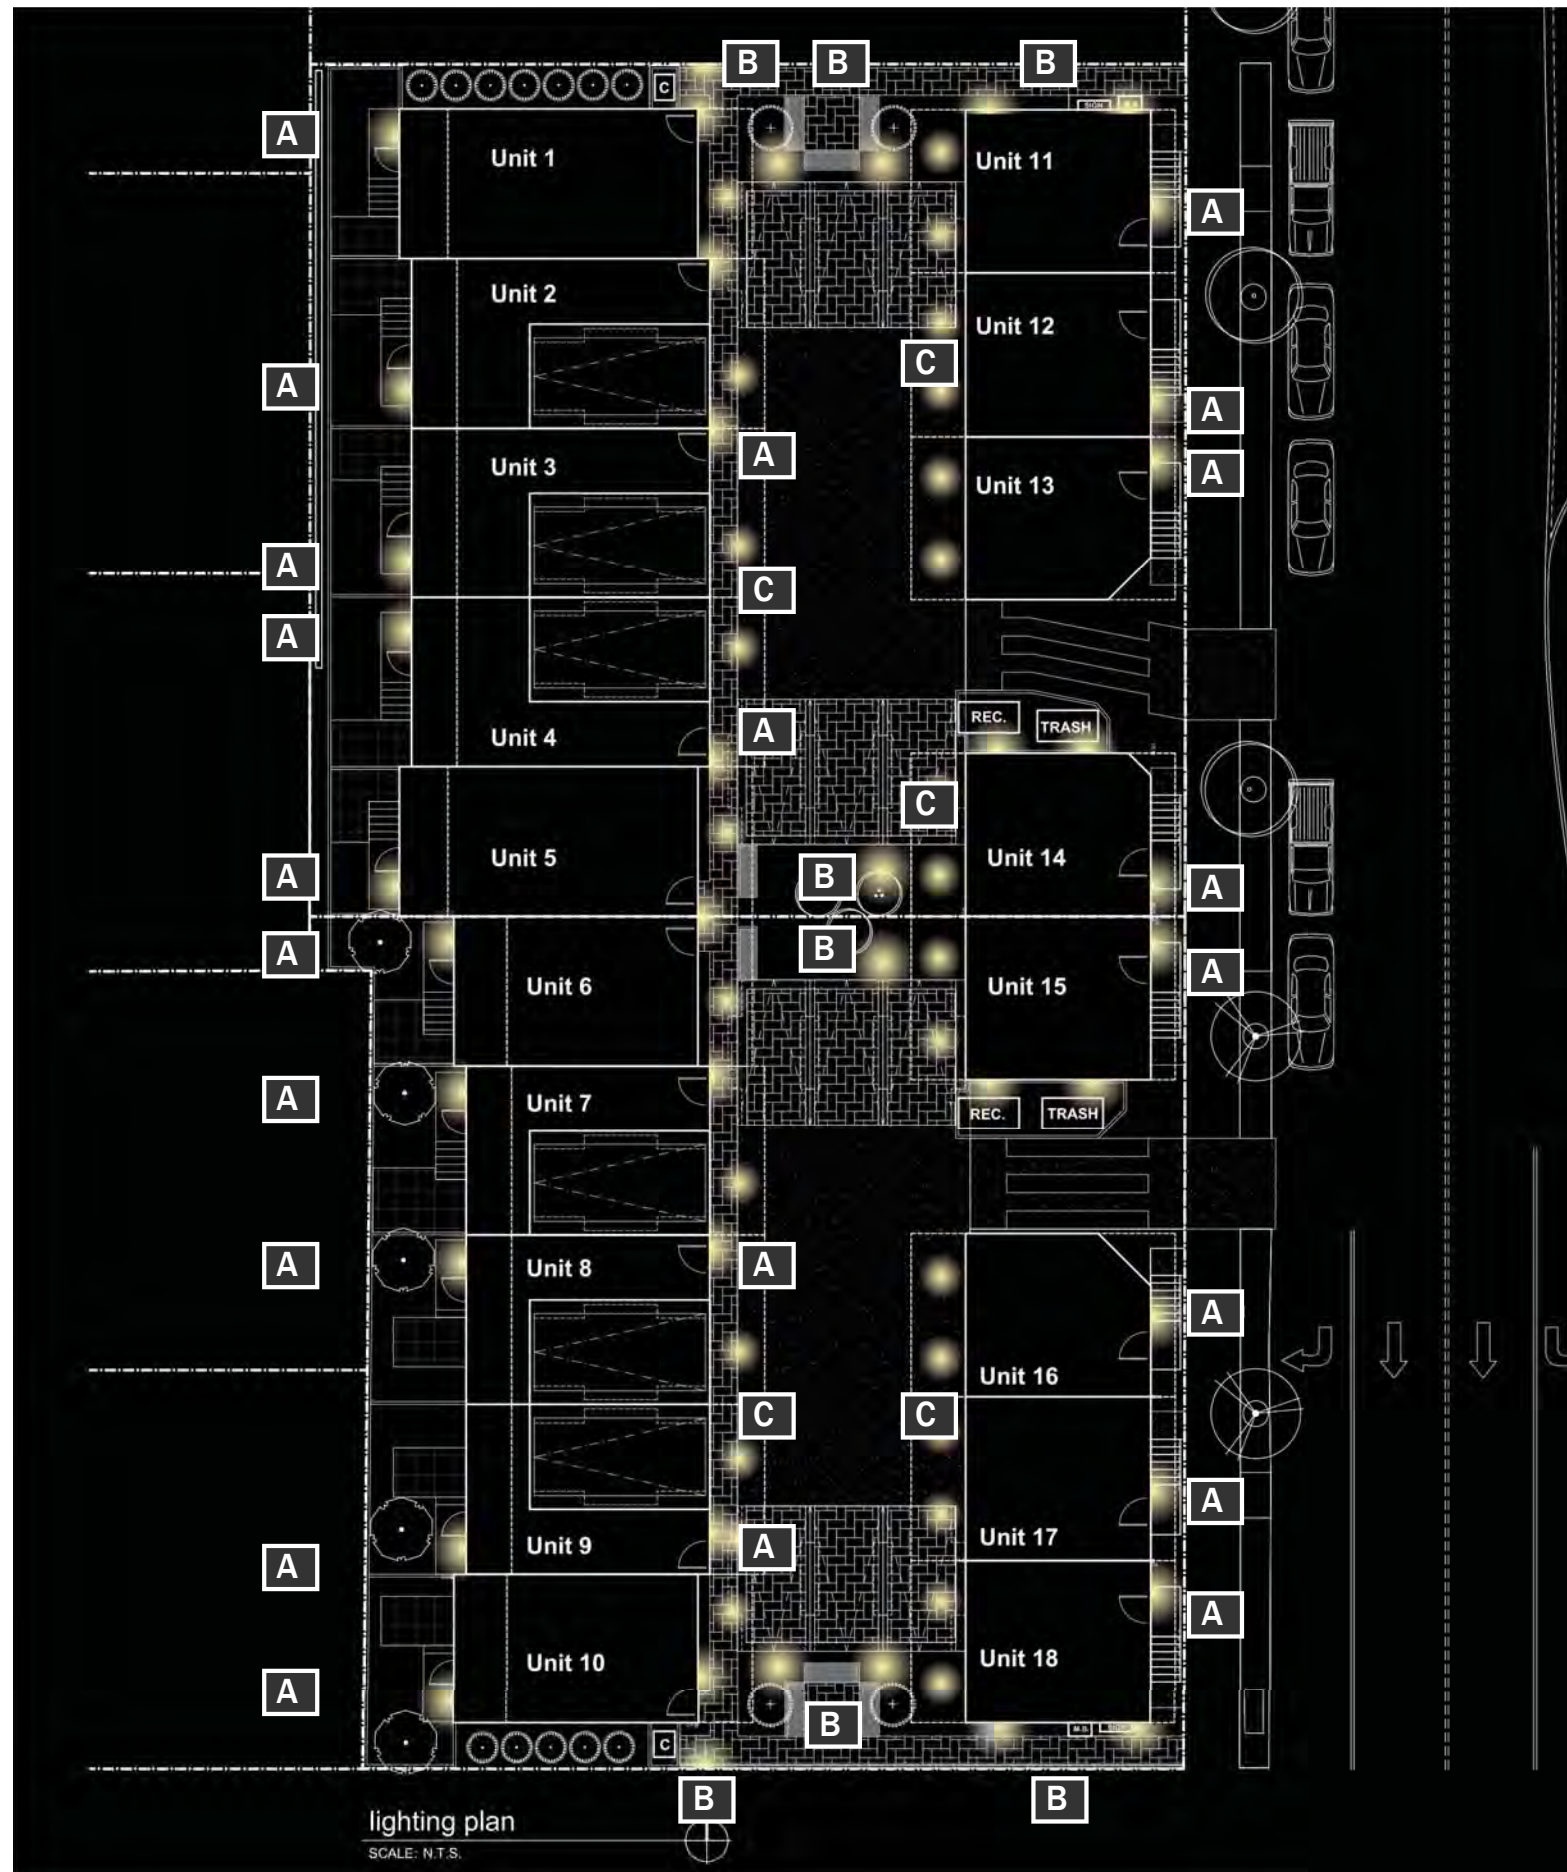 B B B
C
SIGN M.B.
A
Unit 1
Unit 11
A
Unit 2
Unit 12
C
A
A
A
Unit 3
A
Unit 13
A
C
A
REC. TRASH
Unit 4
A
C
Unit 5
Unit 14
A
B
A
A
B
A
Unit 6
Unit 15
A
Unit 7
REC. TRASH
A
Unit 8
A
A
Unit 16
C
C
A
Unit 17
A
Unit 9
A
A
Unit 18
Unit 10
A
B
C
M.B. SIGN
B
B
lighting plan
SCALE: N.T.S.